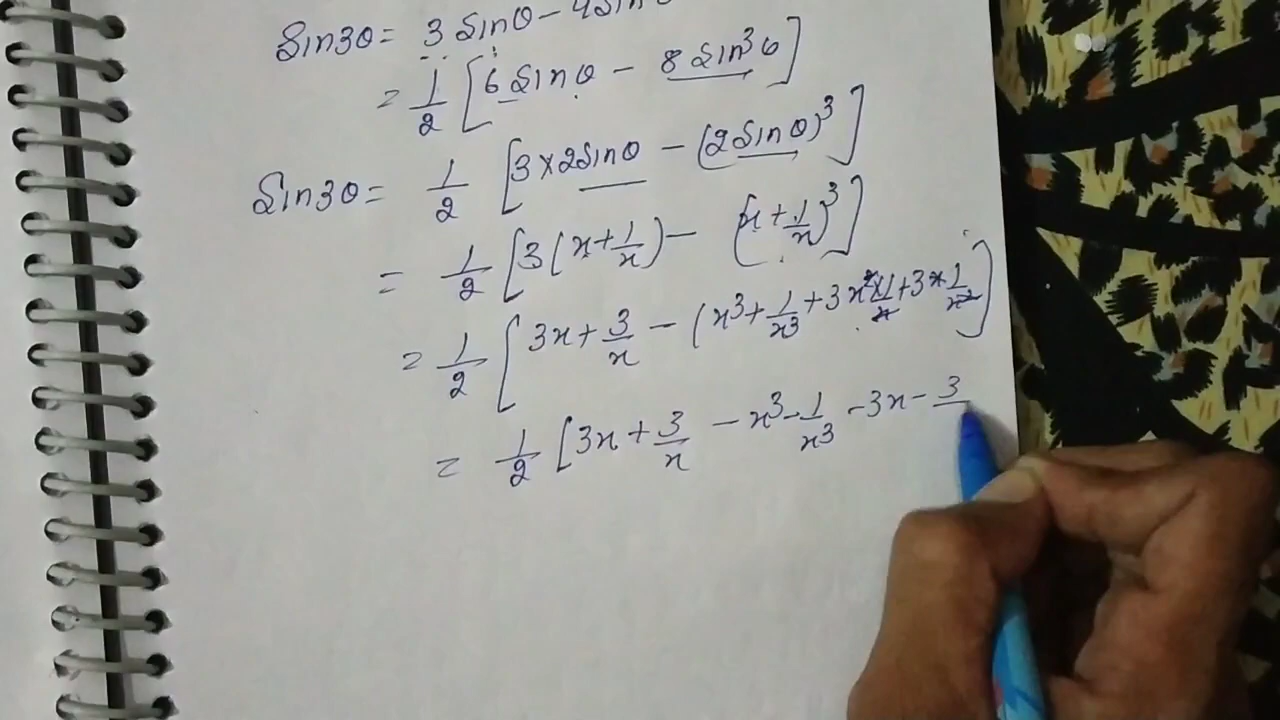 Sin3θ = 3 Sinθ - 4Sin
= 1/2 [6 Sinθ - 8 Sin³θ]
Sin3θ = 1/2 [3×2Sinθ - (2Sinθ)³]
= 1/2 [3(x+1/x) - (x+1/x)³]
= 1/2 [3x+3/x - (x³+1/x³+3x²×1/x+3x1/x²)]
= 1/2 [3x+3/x - x³-1/x³ -3x-3/